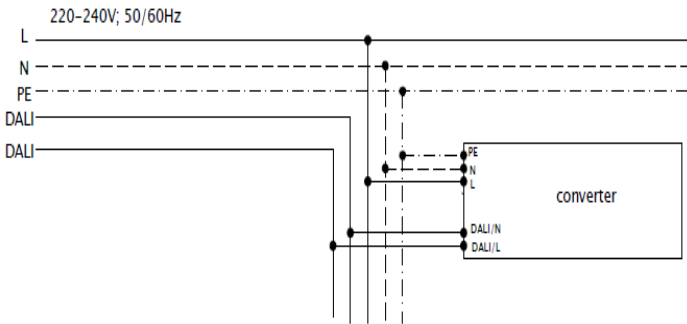 220-240V; 50/60Hz
L
N
PE
DALI
DALI
PE
N
L
converter
DALI/N
DALI/L